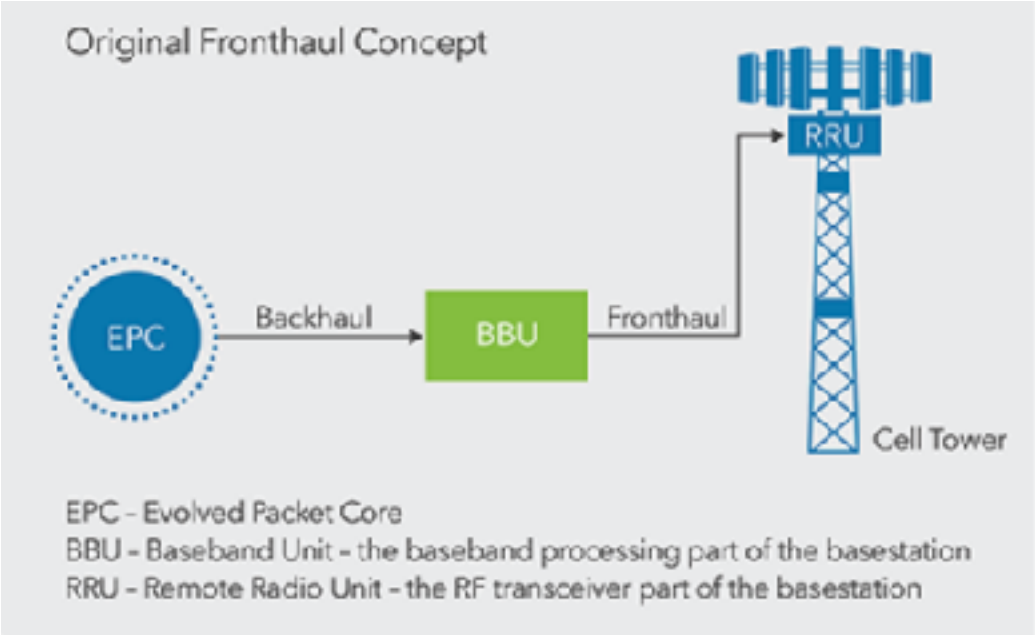 Original Fronthaul Concept
RRU
Backhaul
Fronthaul
EPC
BBU
Cell Tower
EPC - Evolved Packet Core
BBU - Baseband Unit - the baseband processing part of the basestation
RRU - Remote Radio Unit - the RF transceiver part of the basestation